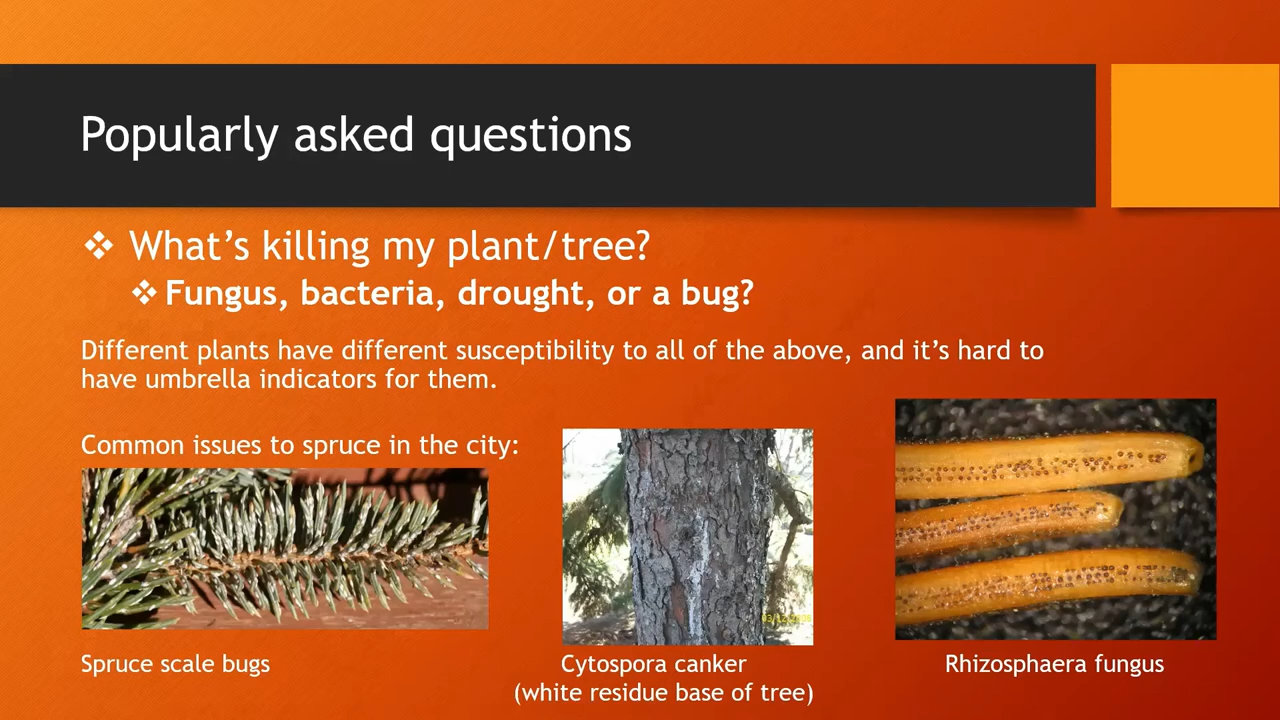 Popularly asked questions
❖ What’s killing my plant/tree?
❖ Fungus, bacteria, drought, or a bug?
Different plants have different susceptibility to all of the above, and it’s hard to
have umbrella indicators for them.
Common issues to spruce in the city:
Spruce scale bugs
Cytospora canker
(white residue base of tree)
Rhizosphaera fungus